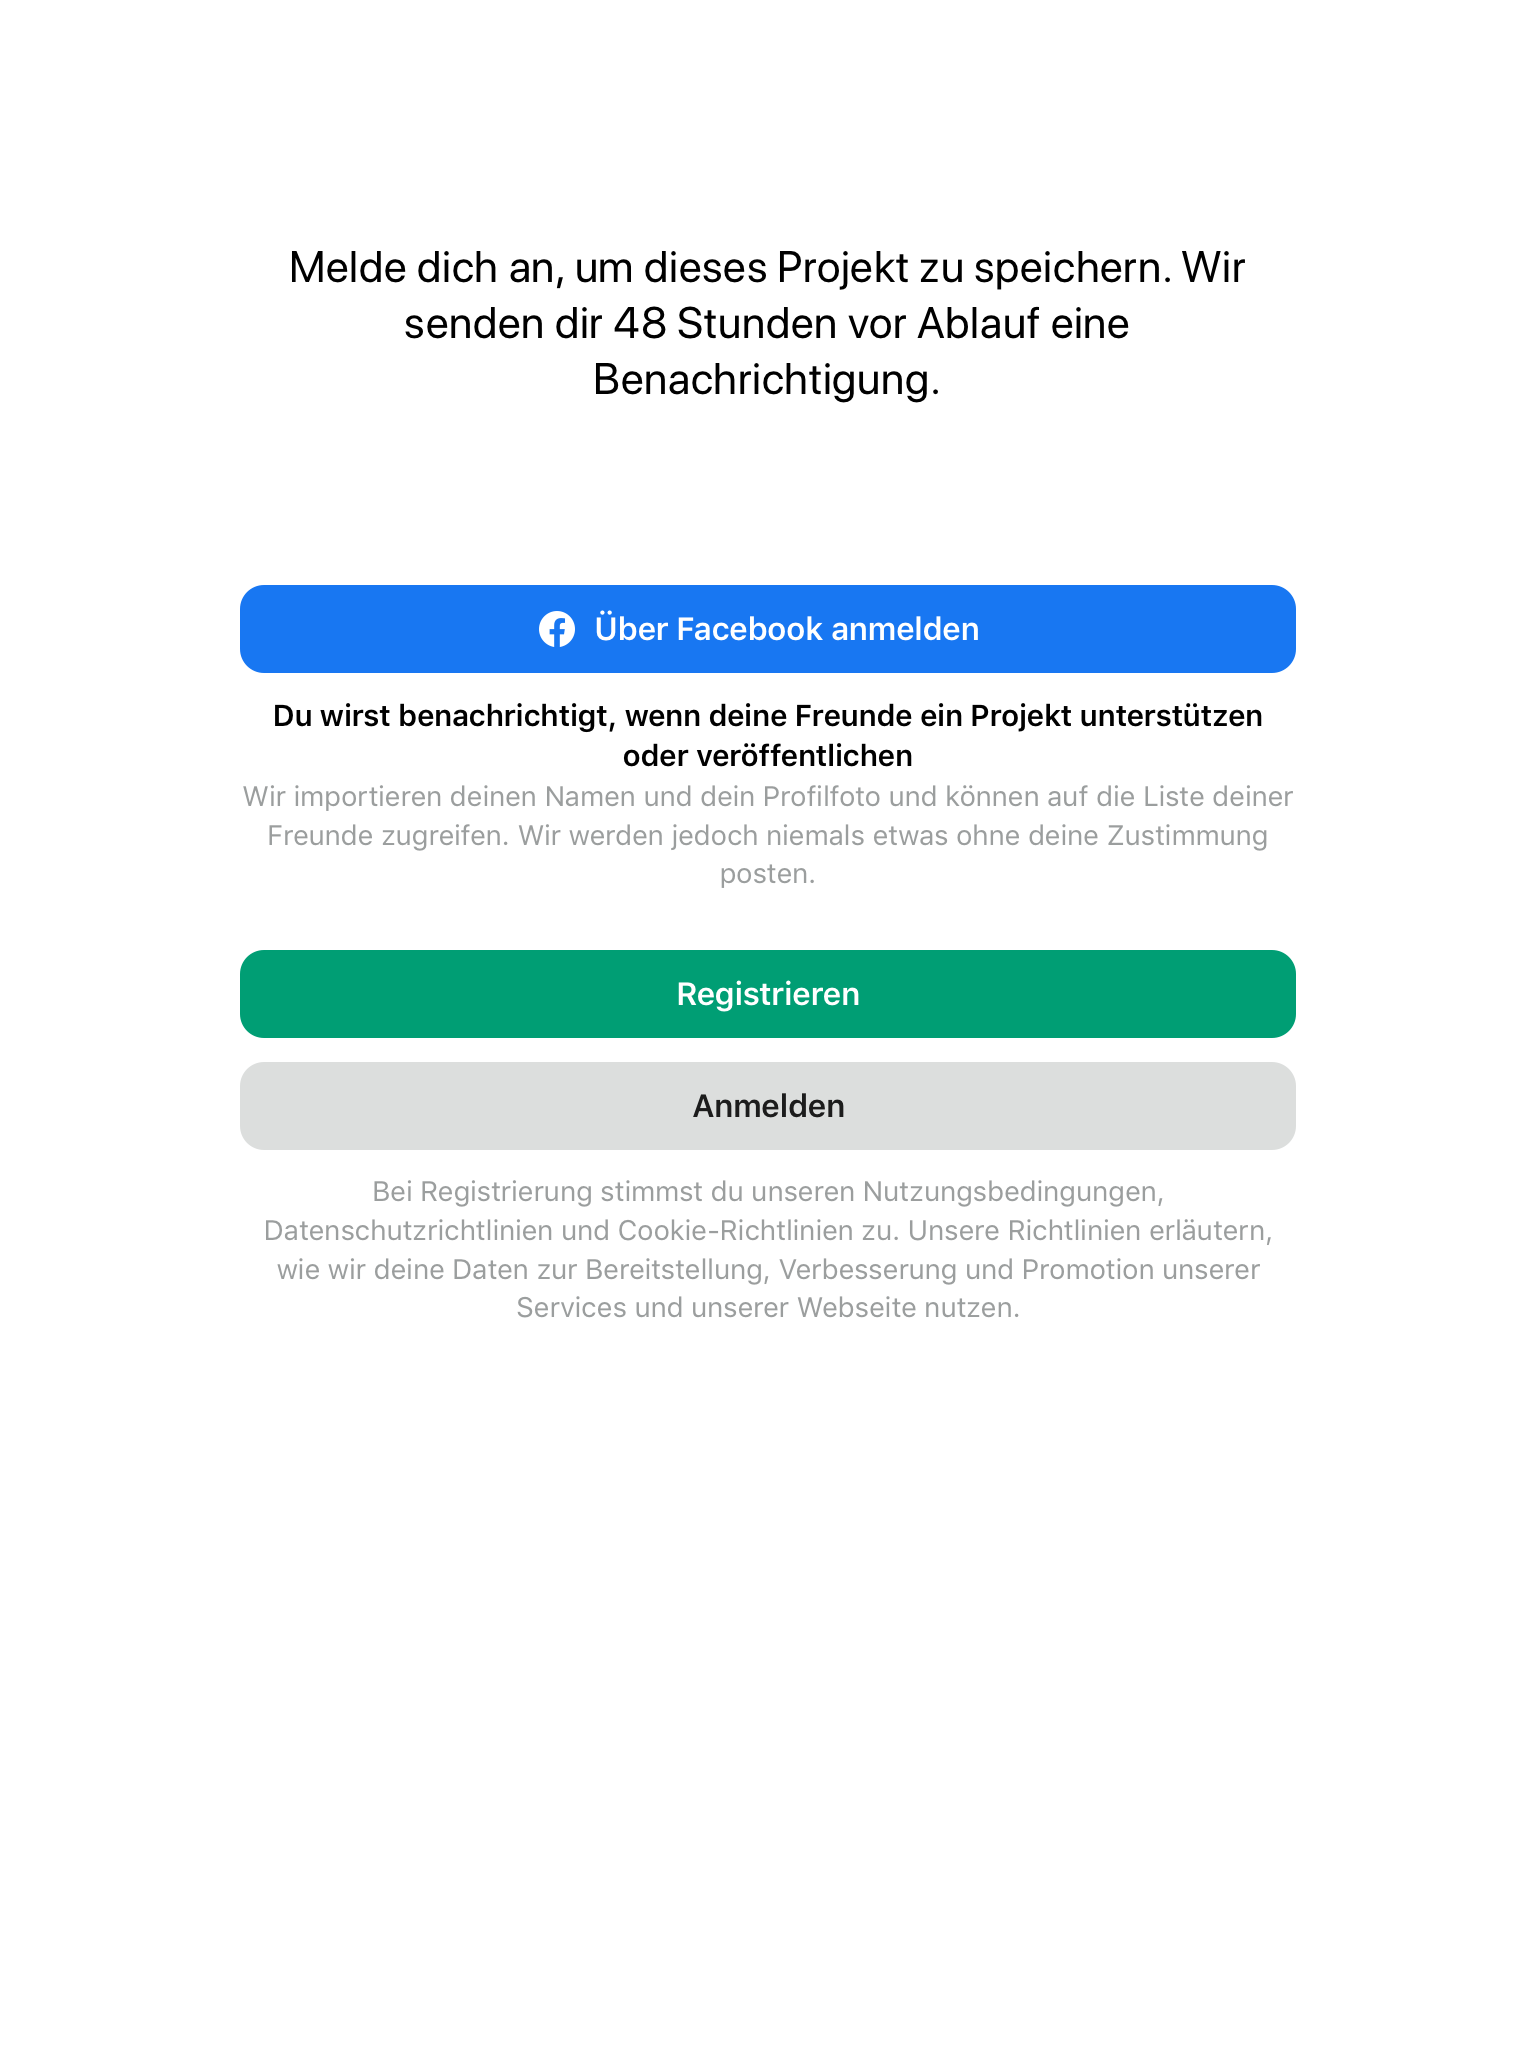 Melde dich an, um dieses Projekt zu speichern. Wir
senden dir 48 Stunden vor Ablauf eine
Benachrichtigung.
Über Facebook anmelden
Du wirst benachrichtigt, wenn deine Freunde ein Projekt unterstützen
oder veröffentlichen
Wir importieren deinen Namen und dein Profilfoto und können auf die Liste deiner
Freunde zugreifen. Wir werden jedoch niemals etwas ohne deine Zustimmung
posten.
Registrieren
Anmelden
Bei Registrierung stimmst du unseren Nutzungsbedingungen,
Datenschutzrichtlinien und Cookie-Richtlinien zu. Unsere Richtlinien erläutern,
wie wir deine Daten zur Bereitstellung, Verbesserung und Promotion unserer
Services und unserer Webseite nutzen.